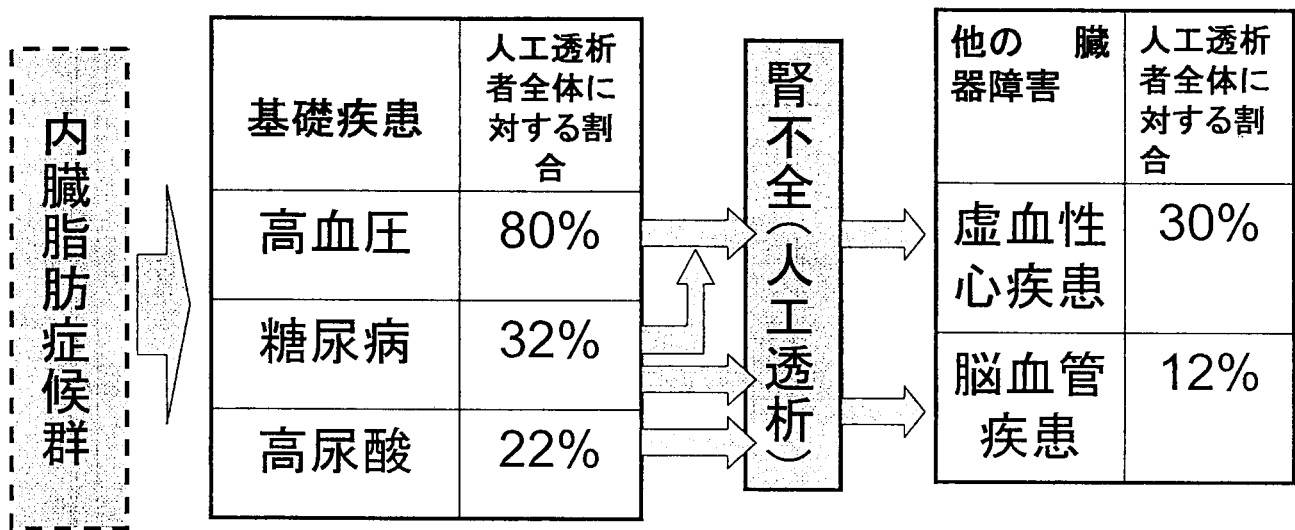 内臓脂肪症候群
基礎疾患
人工透析
者全体に
対する割
合
高血圧
80%
糖尿病
32%
高尿酸
22%
腎不全(人工透析)
他の 臓
器障害
人工透析
者全体に
対する割
合
虚血性
心疾患
30%
脳血管
疾患
12%